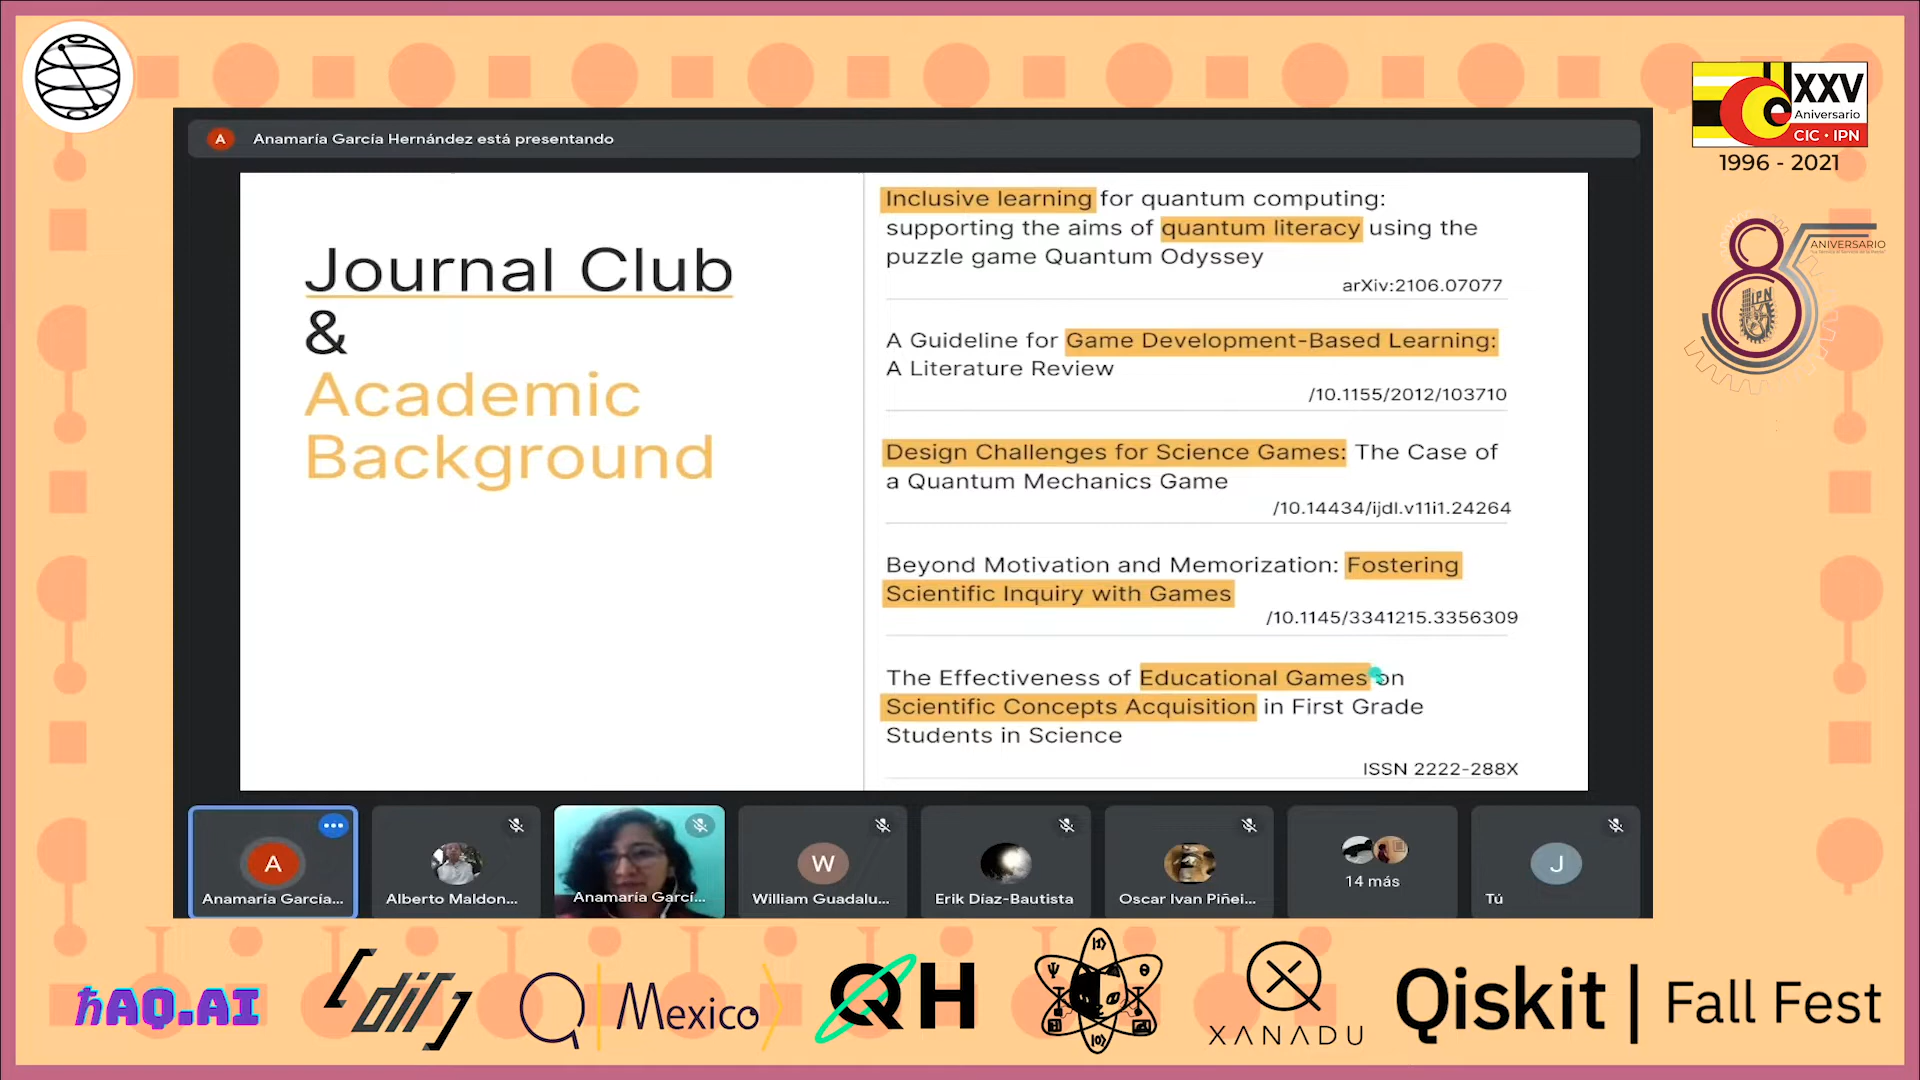 XXV
Aniversario
CIC • IPN
1996 - 2021
A Anamaría García Hernández está presentando
Journal Club
&
Academic
Background
Inclusive learning for quantum computing:
supporting the aims of quantum literacy using the
puzzle game Quantum Odyssey
arXiv:2106.07077
A Guideline for Game Development-Based Learning:
A Literature Review
/10.1155/2012/103710
Design Challenges for Science Games: The Case of
a Quantum Mechanics Game
/10.14434/ijdl.v11i1.24264
Beyond Motivation and Memorization: Fostering
Scientific Inquiry with Games
/10.1145/3341215.3356309
The Effectiveness of Educational Games on
Scientific Concepts Acquisition in First Grade
Students in Science
ISSN 2222-288X
ANIVERSARIO
IPN
A
Anamaría García...
Alberto Maldon...
Anamaría Garcí...
W
William Guadalu...
Erik Díaz-Bautista
Oscar Ivan Piñei...
14 más
J
Tú
ħAQ.AI
Q Mexico
QH
|1⟩
Ψ
Θ
|0⟩
XANADU
Qiskit | Fall Fest